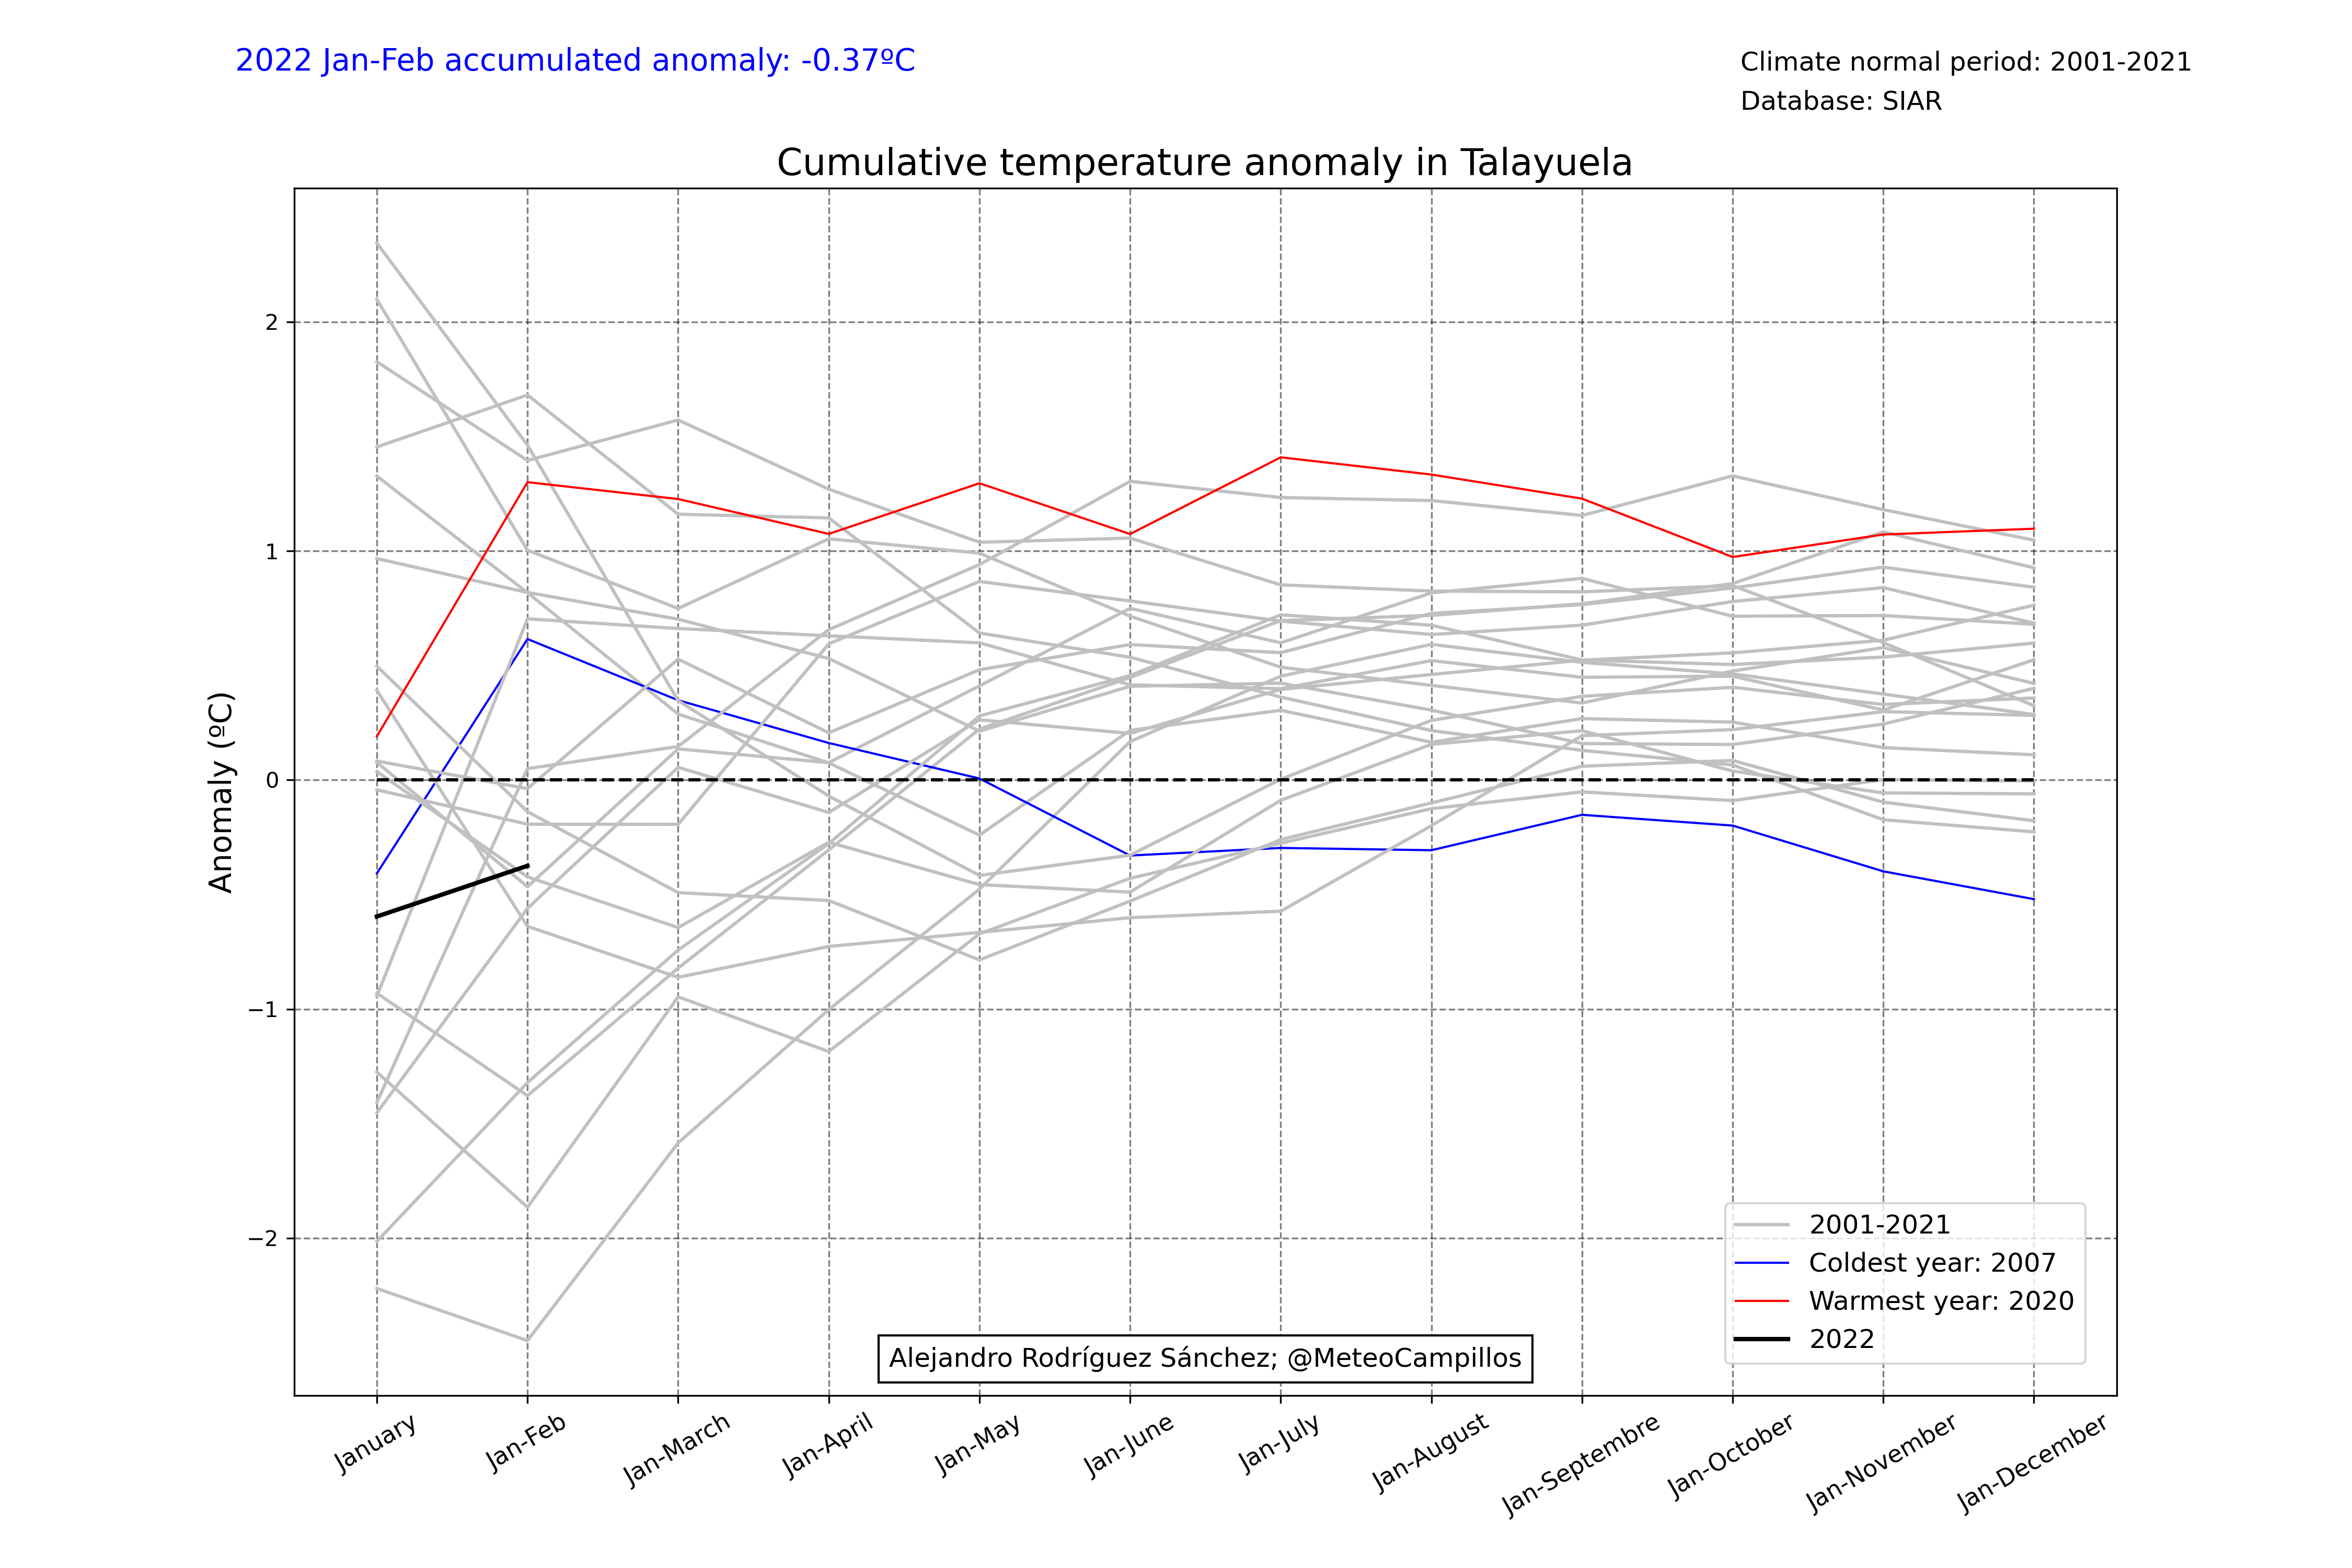 2022 Jan-Feb accumulated anomaly: -0.37ºC
Climate normal period: 2001-2021
Database: SIAR
Cumulative temperature anomaly in Talayuela
Anomaly (ºC)
2
1
0
−1
−2
2001-2021
Coldest year: 2007
Warmest year: 2020
2022
Alejandro Rodríguez Sánchez; @MeteoCampillos
January
Jan-Feb
Jan-March
Jan-April
Jan-May
Jan-June
Jan-July
Jan-August
Jan-Septembre
Jan-October
Jan-November
Jan-December